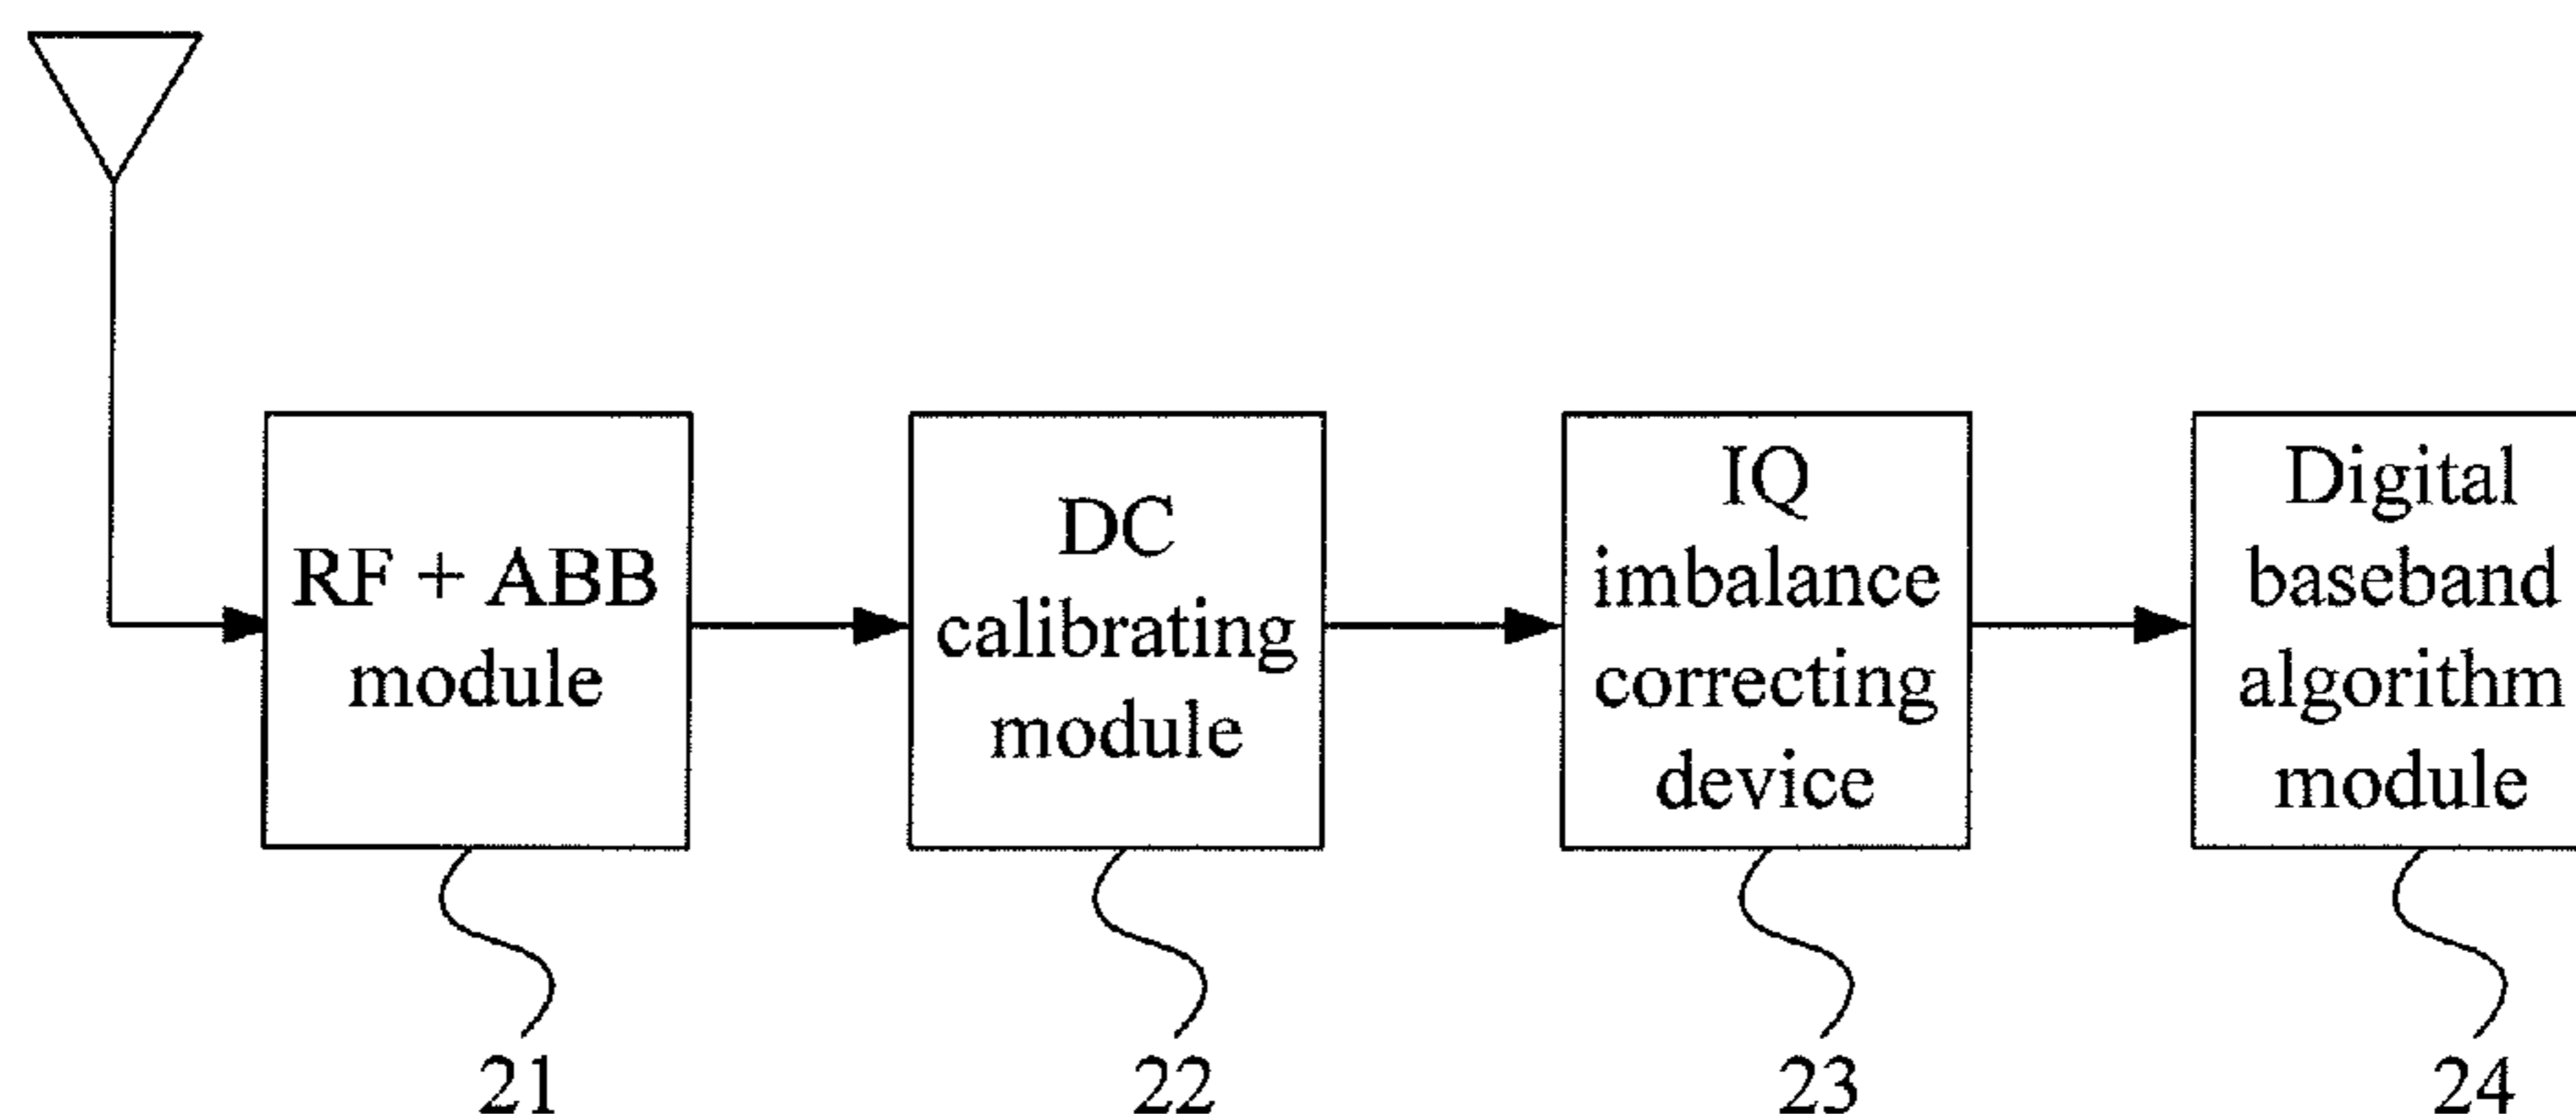 RF + ABB
module
DC
calibrating
module
IQ
imbalance
correcting
device
Digital
baseband
algorithm
module
21
22
23
24